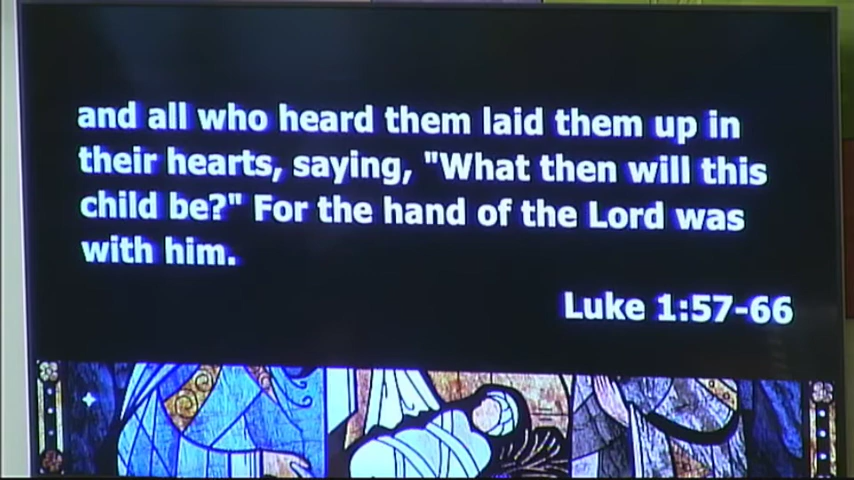 and all who heard them laid them up in
their hearts, saying, "What then will this
child be?" For the hand of the Lord was
with him.
Luke 1:57-66